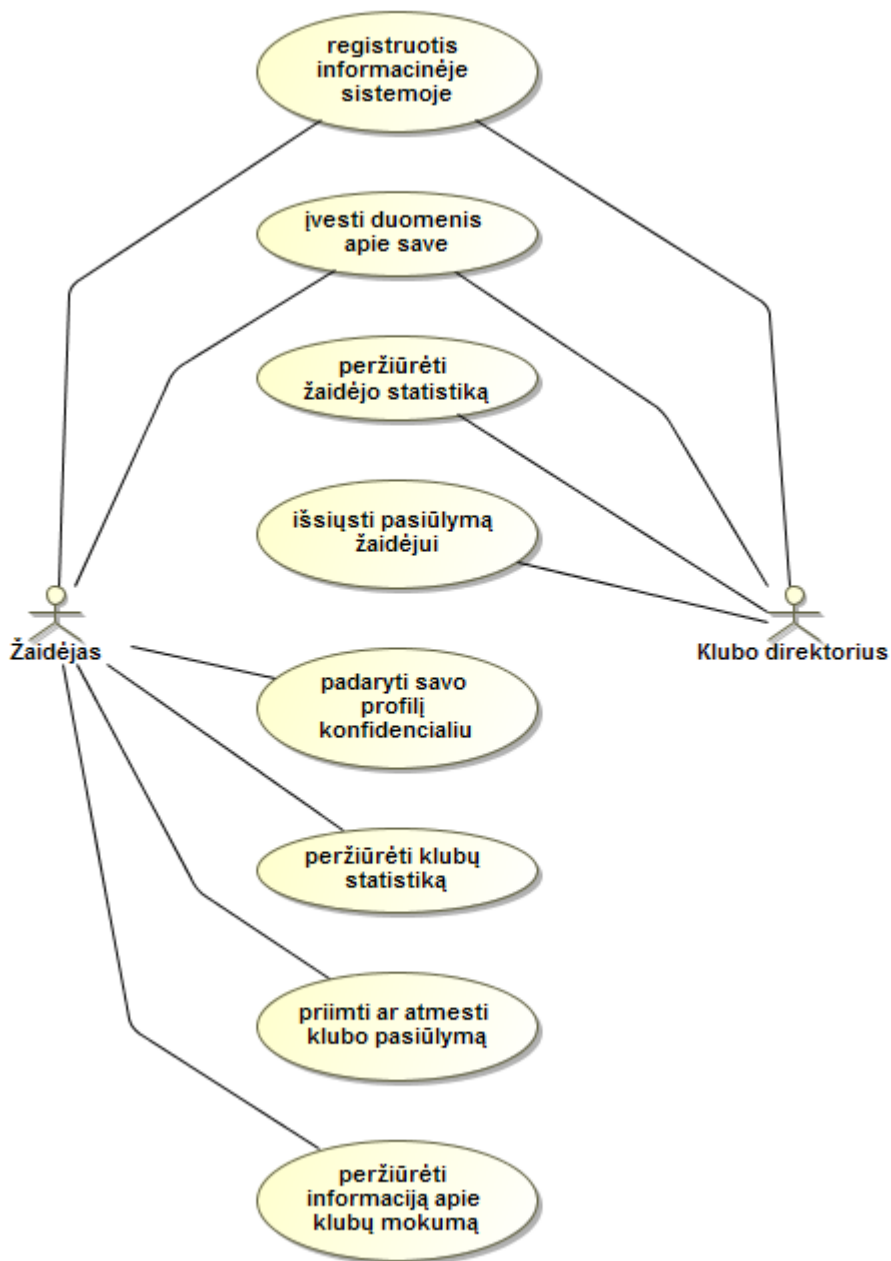 registruotis
informacinėje
sistemoje
įvesti duomenis
apie save
peržiūrėti
žaidėjo statistiką
išsiųsti pasiūlymą
žaidėjui
Žaidėjas
Klubo direktorius
padaryti savo
profilį
konfidencialiu
peržiūrėti klubų
statistiką
priimti ar atmesti
klubo pasiūlymą
peržiūrėti
informaciją apie
klubų mokumą